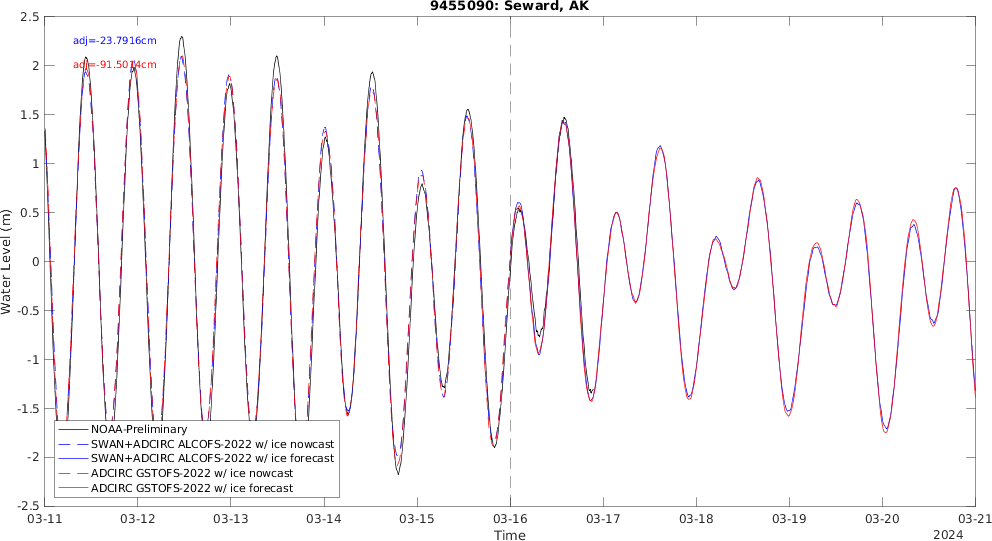 9455090: Seward, AK
adj=-23.7916cm
adj=-91.5014cm
Water Level (m)
2.5
2
1.5
1
0.5
0
-0.5
-1
-1.5
-2
-2.5
NOAA-Preliminary
SWAN+ADCIRC ALCOFS-2022 w/ ice nowcast
SWAN+ADCIRC ALCOFS-2022 w/ ice forecast
ADCIRC GSTOFS-2022 w/ ice nowcast
ADCIRC GSTOFS-2022 w/ ice forecast
03-11 03-12 03-13 03-14 03-15 03-16 03-17 03-18 03-19 03-20 03-21
Time
2024